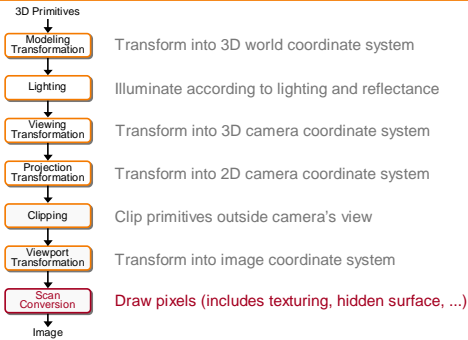 3D Primitives
Modeling
Transformation
Transform into 3D world coordinate system
Lighting
Illuminate according to lighting and reflectance
Viewing
Transformation
Transform into 3D camera coordinate system
Projection
Transformation
Transform into 2D camera coordinate system
Clipping
Clip primitives outside camera's view
Viewport
Transformation
Transform into image coordinate system
Scan
Conversion
Draw pixels (includes texturing, hidden surface, ...)
Image